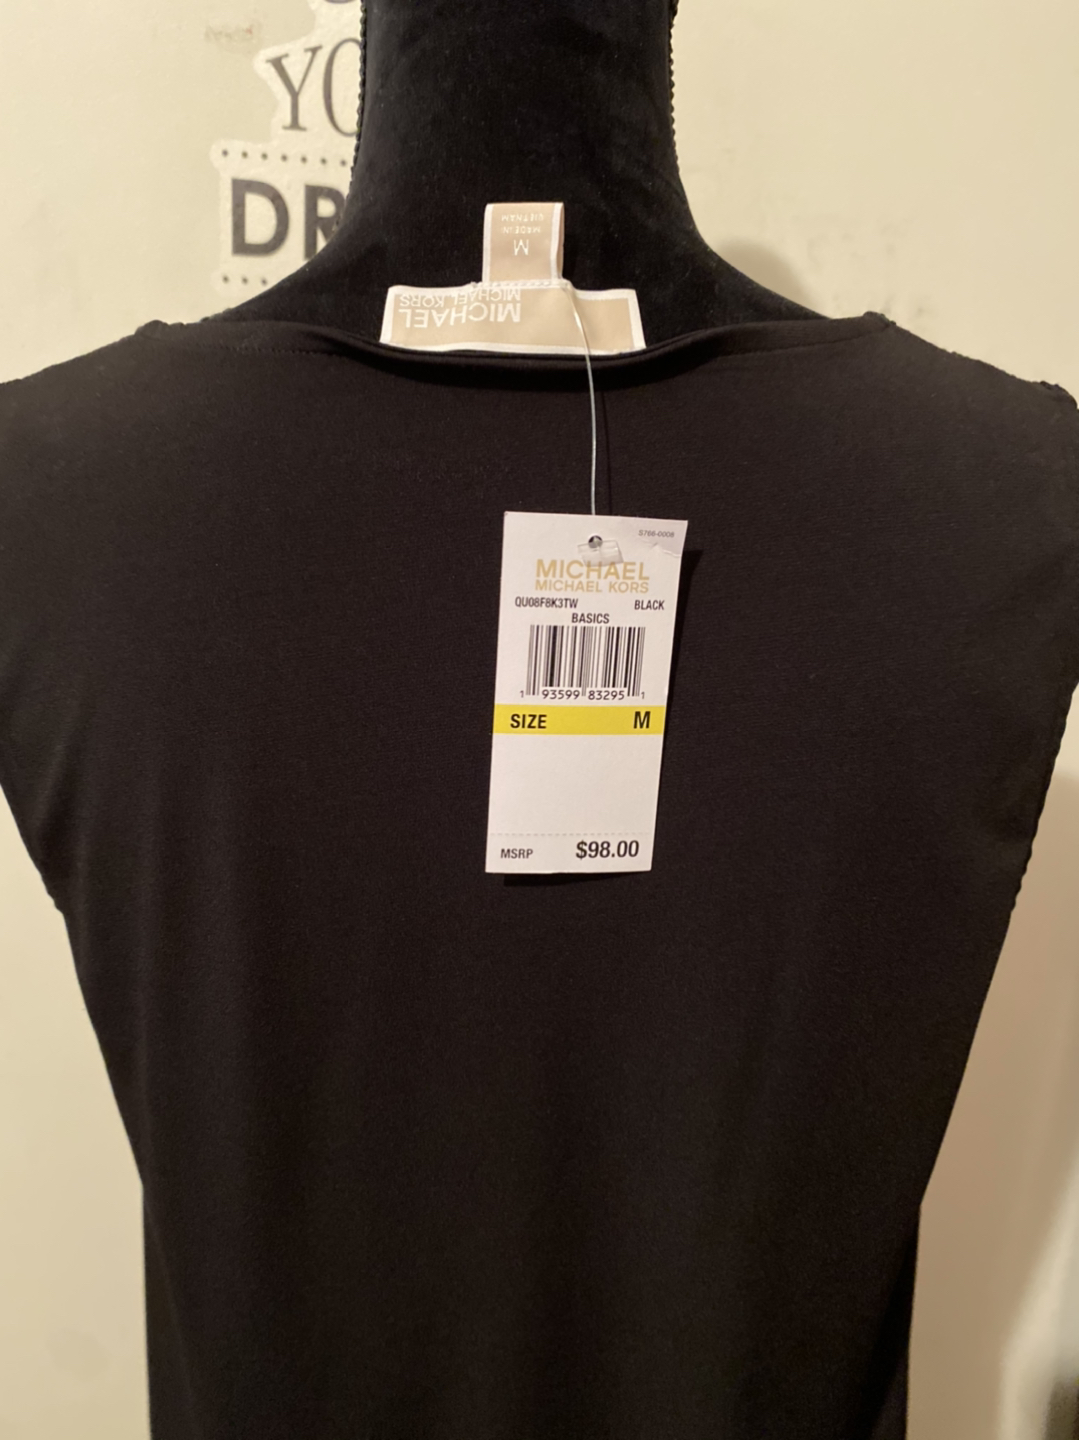 YO
DR
M
MADE IN
VIETNAM
MICHAEL
MICHAEL KORS
S766-0008
MICHAEL
MICHAEL KORS
QU08F8K3TW BLACK
BASICS
1 93599 83295 1
SIZE M
MSRP $98.00